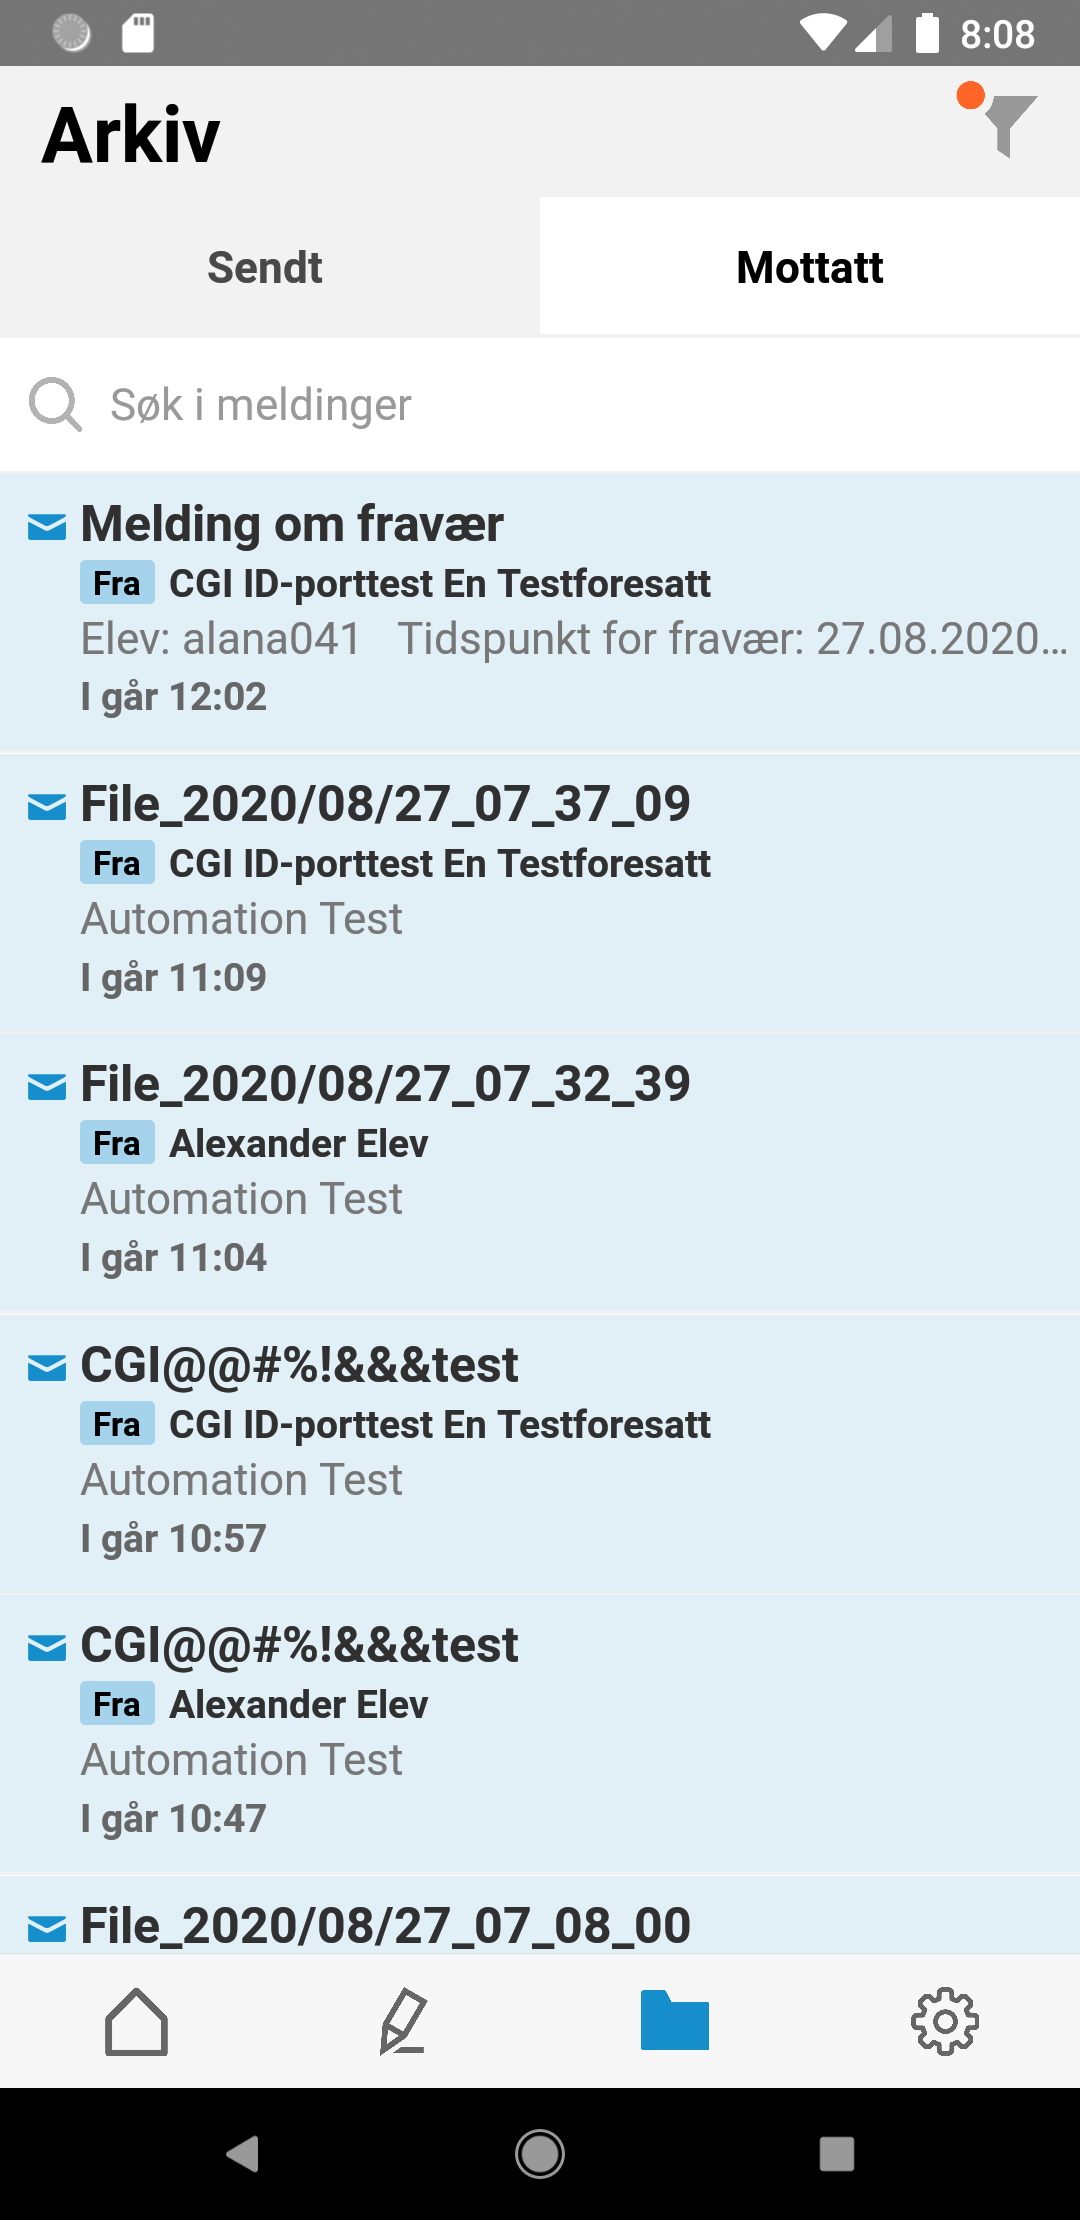 8:08
Arkiv
Sendt
Mottatt
Søk i meldinger
Melding om fravær
Fra CGI ID-porttest En Testforesatt
Elev: alana041 Tidspunkt for fravær: 27.08.2020...
I går 12:02
File_2020/08/27_07_37_09
Fra CGI ID-porttest En Testforesatt
Automation Test
I går 11:09
File_2020/08/27_07_32_39
Fra Alexander Elev
Automation Test
I går 11:04
CGI@@#%!&&&test
Fra CGI ID-porttest En Testforesatt
Automation Test
I går 10:57
CGI@@#%!&&&test
Fra Alexander Elev
Automation Test
I går 10:47
File_2020/08/27_07_08_00